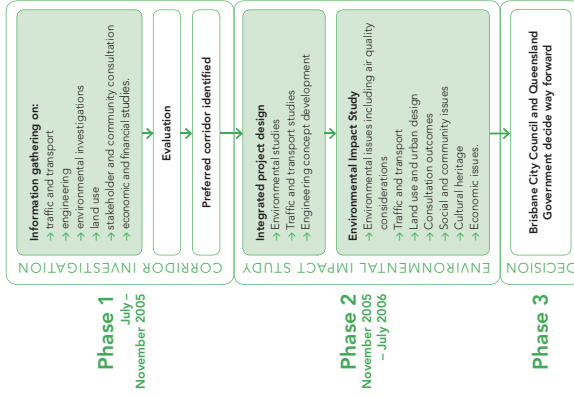 Phase 1
July –
November 2005
CORRIDOR INVESTIGATION
Information gathering on:
→ traffic and transport
→ engineering
→ environmental investigations
→ land use
→ stakeholder and community consultation
→ economic and financial studies.
Evaluation
Preferred corridor identified
Phase 2
November 2005
– July 2006
ENVIRONMENTAL IMPACT STUDY
Integrated project design
→ Environmental studies
→ Traffic and transport studies
→ Engineering concept development
Environmental Impact Study
→ Environmental issues including air quality
considerations
→ Traffic and transport
→ Land use and urban design
→ Consultation outcomes
→ Social and community issues
→ Cultural heritage
→ Economic issues.
Phase 3
DECISION
Brisbane City Council and Queensland
Government decide way forward